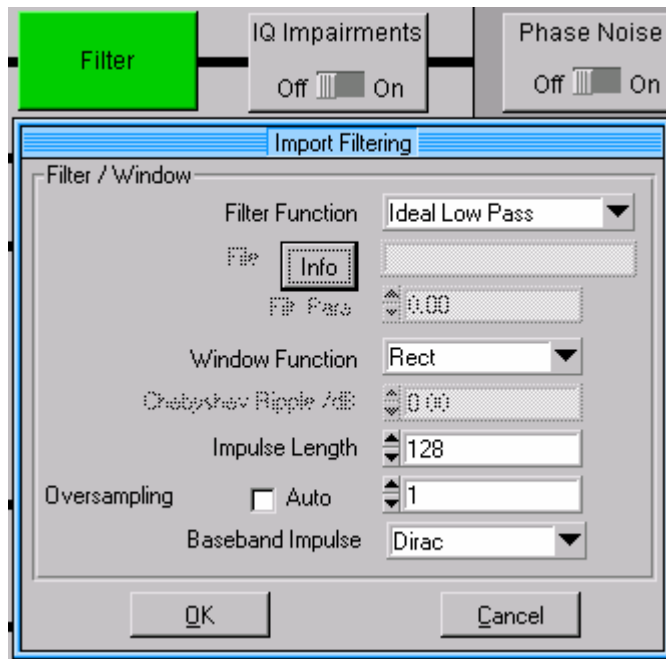 Filter
IQ Impairments
Off On
Phase Noise
Off On
Import Filtering
Filter / Window
Filter Function Ideal Low Pass
File Info
Filt Para 0.00
Window Function Rect
Chebyshev Ripple /dB 0.00
Impulse Length 128
Oversampling Auto 1
Baseband Impulse Dirac
OK Cancel